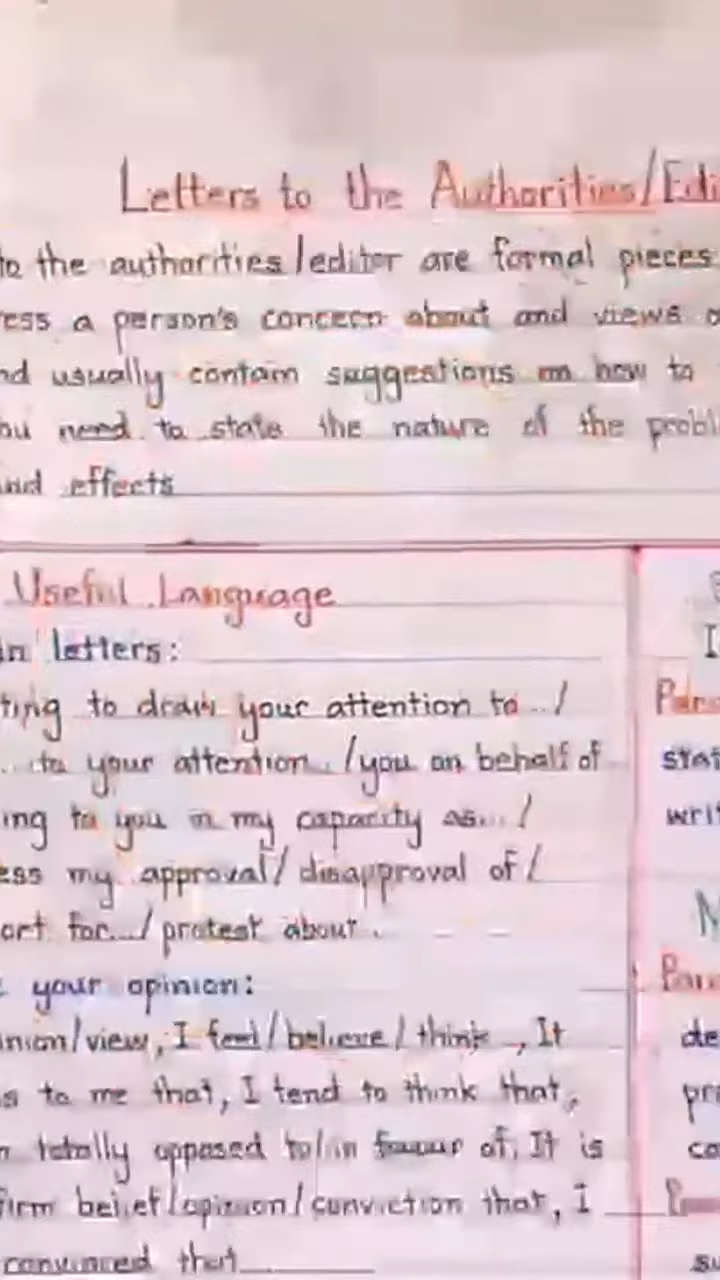 Letters to the Authorities/Edi
to the authorities/editor are formal pieces
ess a person's concern about and views o
nd usually contain suggestions on how to
ou need to state the nature of the probl
and effects
Useful Language
in letters:
ting to draw your attention to ../
... to your attention../you on behalf of
ing to you in my capacity as.../
ess my approval/disapproval of/
ort for.../protest about.
your opinion:
inion/view, I feel/believe/think , It
s to me that, I tend to think that,
totally opposed to/in favour of, It is
firm belief/opinion/conviction that, I
convinced that
I
Par
stat
writ
M
Par
de
pr
co
su